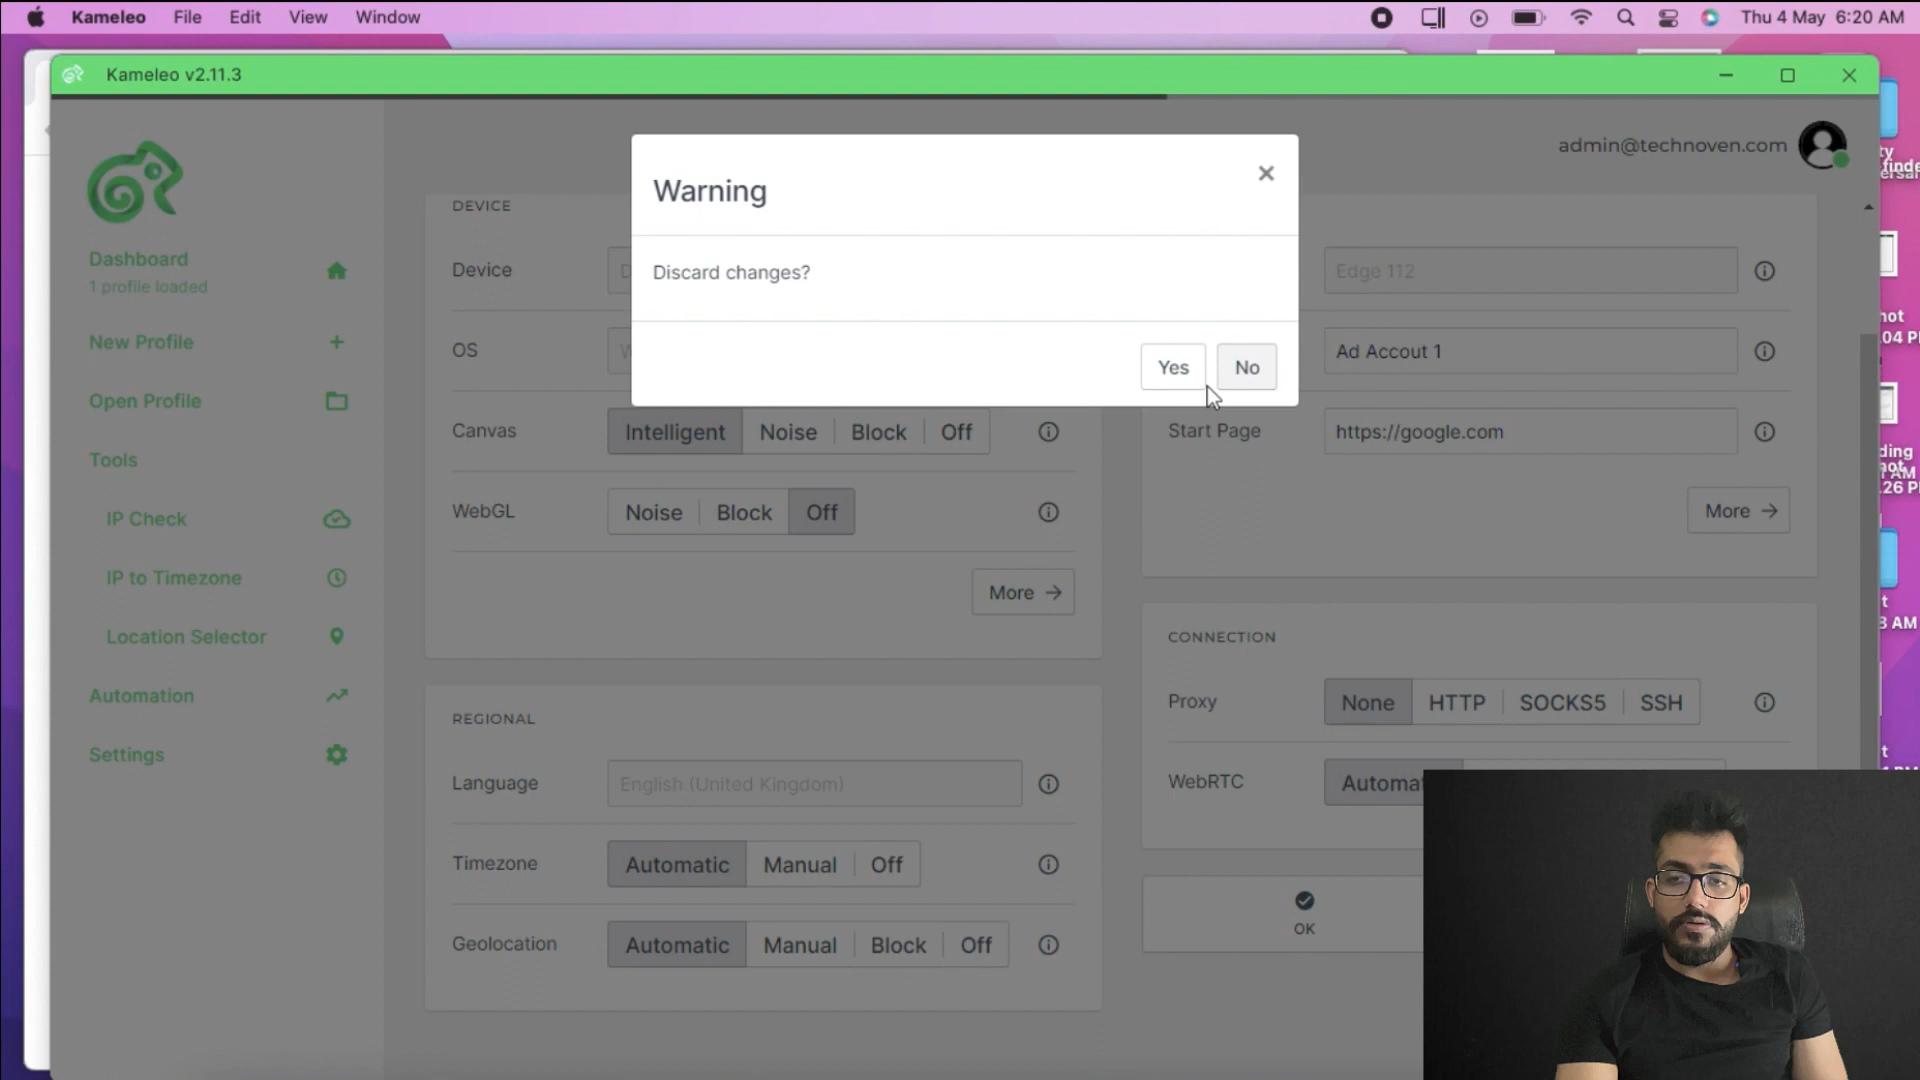 Kameleo File Edit View Window Thu 4 May 6:20 AM
Kameleo v2.11.3
admin@technoven.com
Warning
Discard changes?
Yes
No
Dashboard
1 profile loaded
New Profile
Open Profile
Tools
IP Check
IP to Timezone
Location Selector
Automation
Settings
DEVICE
Device
OS
Canvas
Intelligent Noise Block Off
WebGL
Noise Block Off
More
REGIONAL
Language
English (United Kingdom)
Timezone
Automatic Manual Off
Geolocation
Automatic Manual Block Off
Edge 112
Ad Accout 1
Start Page
https://google.com
More
CONNECTION
Proxy
None HTTP SOCKS5 SSH
WebRTC
OK
04 P
26 P
AM